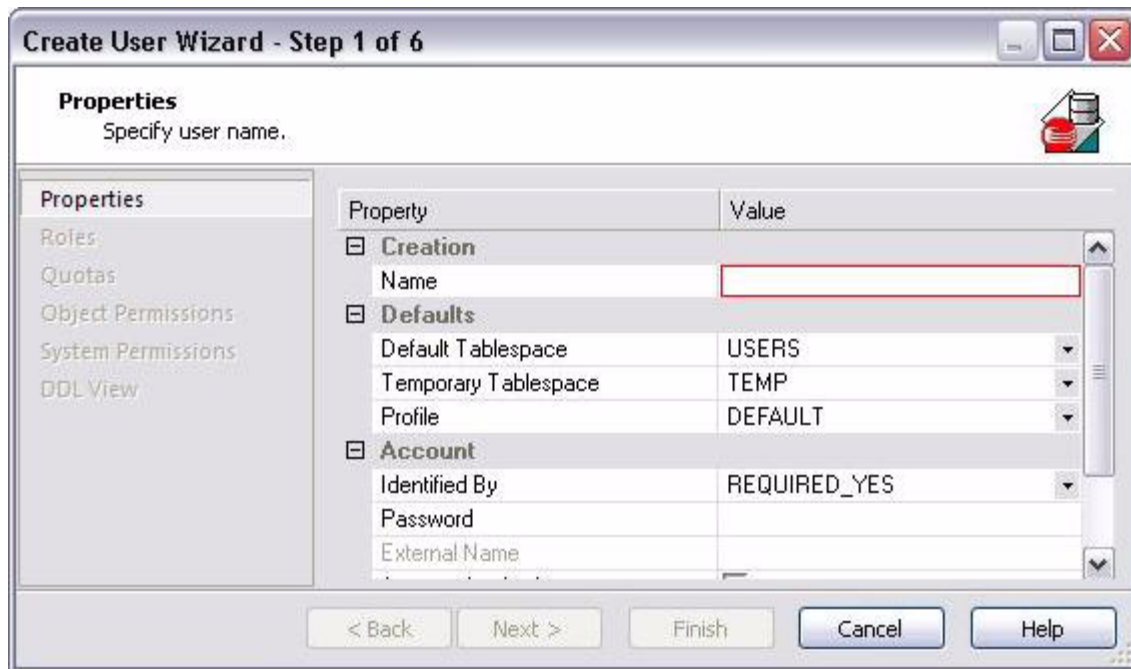 Create User Wizard - Step 1 of 6
Properties
Specify user name.
Properties
Roles
Quotas
Object Permissions
System Permissions
DDL View
Property Value
Creation
Name
Defaults
Default Tablespace USERS
Temporary Tablespace TEMP
Profile DEFAULT
Account
Identified By REQUIRED_YES
Password
External Name
< Back Next > Finish Cancel Help